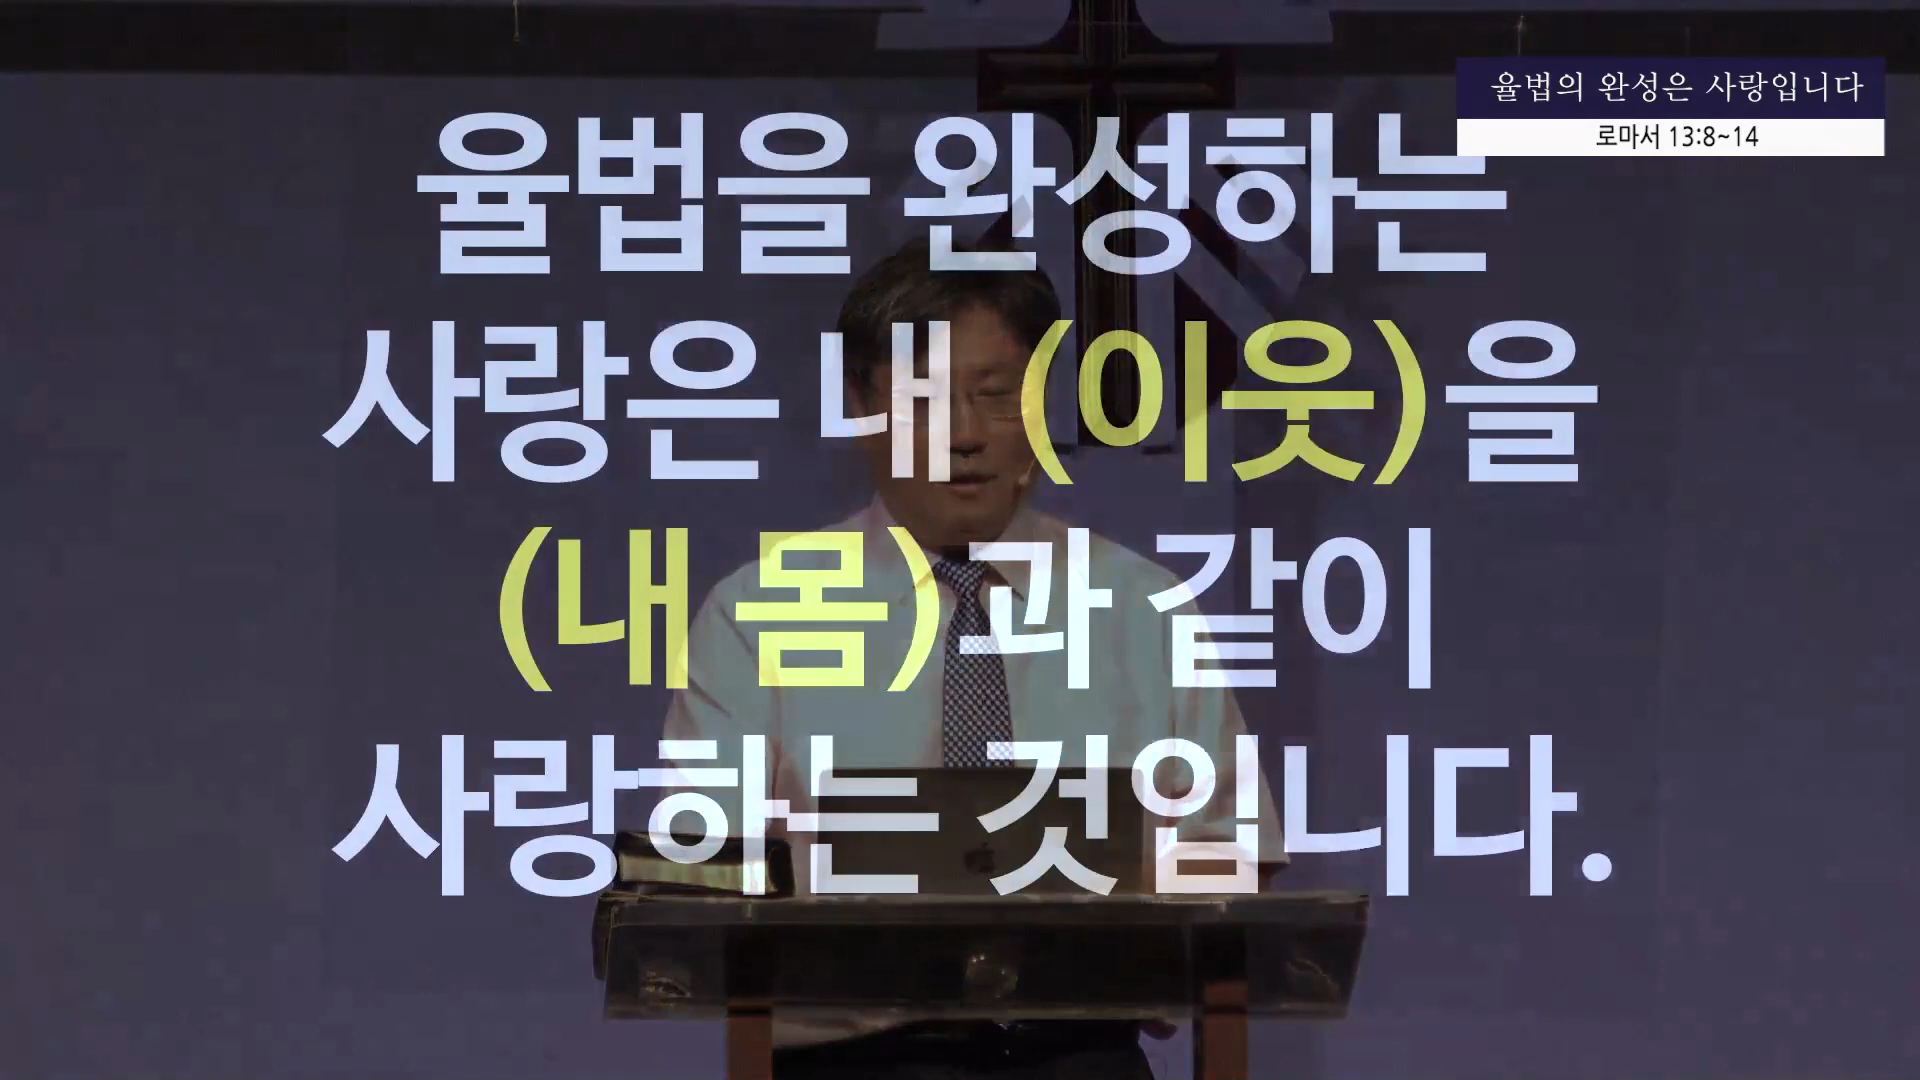 율법의 완성은 사랑입니다
로마서 13:8~14
율법을 완성하는
사랑은 내 (이웃)을
(내 몸)과 같이
사랑하는 것입니다.